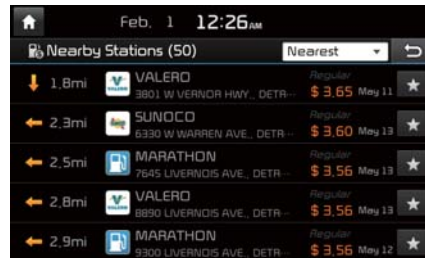 Feb. 1 12:26 AM
Nearby Stations (50) Nearest
1.8mi VALERO Regular
3801 W VERNOR HWY., DETR... $ 3.65 May 11
2.3mi SUNOCO Regular
6330 W WARREN AVE., DETR... $ 3.60 May 13
2.5mi MARATHON Regular
7645 LIVERNOIS AVE., DETR... $ 3.56 May 13
2.8mi VALERO Regular
8890 LIVERNOIS AVE., DETR... $ 3.56 May 13
2.9mi MARATHON Regular
9300 LIVERNOIS AVE., DETR... $ 3.56 May 12